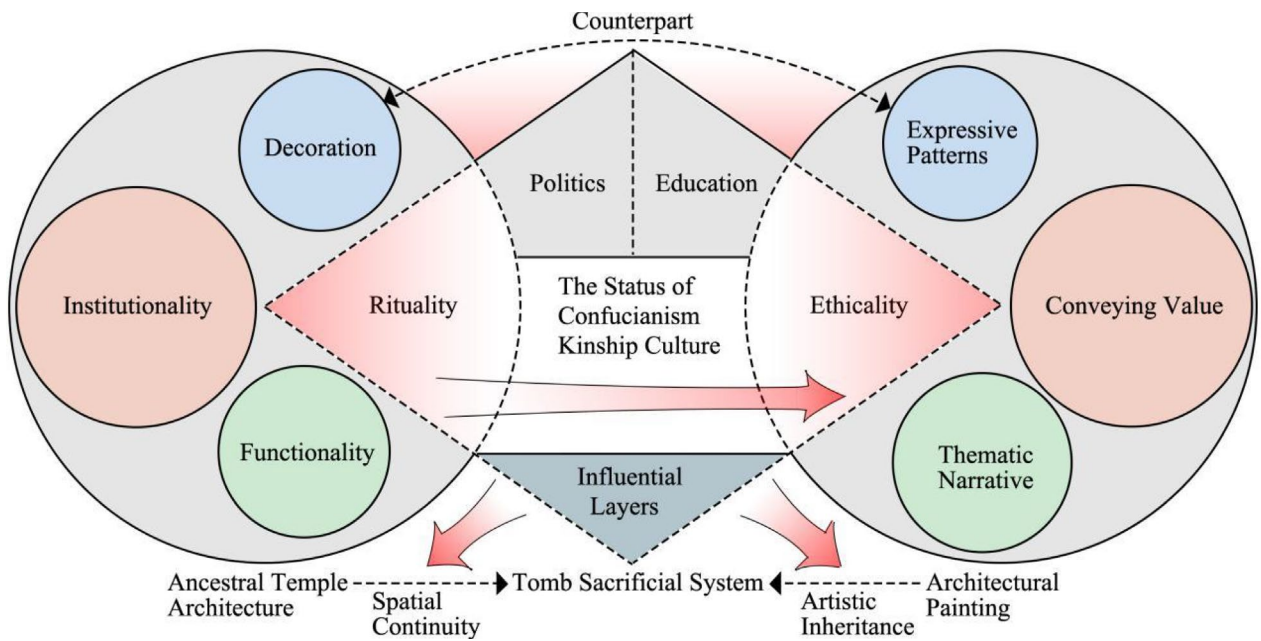 Counterpart
Decoration
Expressive
Patterns
Politics
Education
Institutionality
Rituality
The Status of
Confucianism
Kinship Culture
Ethicality
Conveying Value
Functionality
Influential
Layers
Thematic
Narrative
Ancestral Temple
Architecture
Spatial
Continuity
Tomb Sacrificial System
Artistic
Inheritance
Architectural
Painting